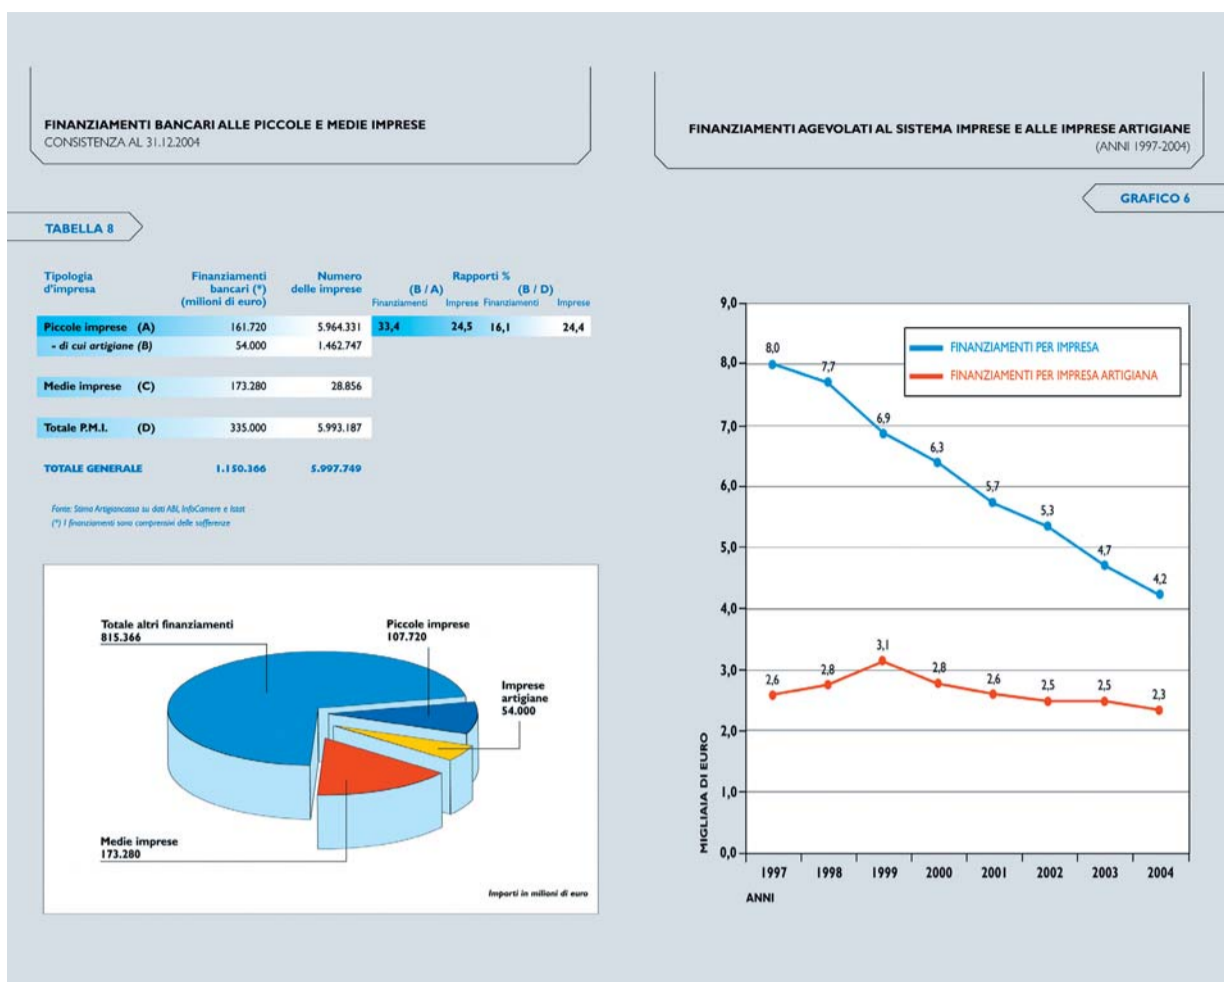 FINANZIAMENTI BANCARI ALLE PICCOLE E MEDIE IMPRESE
CONSISTENZA AL 31.12.2004
TABELLA 8
Tipologia d'impresa
Finanziamenti bancari (*) (milioni di euro)
Numero delle imprese
Rapporti %
(B / A) (B / D)
Finanziamenti Imprese Finanziamenti Imprese
Piccole imprese (A) 161.720 5.964.331 33,4 24,5 16,1 24,4
- di cui artigiane (B) 54.000 1.462.747
Medie imprese (C) 173.280 28.856
Totale P.M.I. (D) 335.000 5.993.187
TOTALE GENERALE 1.150.366 5.997.749
Fonte: Stima Artigiancassa su dati ABI, InfoCamere e Istat
(*) I finanziamenti sono comprensivi delle sofferenze
Totale altri finanziamenti
815.366
Piccole imprese
107.720
Imprese
artigiane
54.000
Medie imprese
173.280
Importi in milioni di euro
FINANZIAMENTI AGEVOLATI AL SISTEMA IMPRESE E ALLE IMPRESE ARTIGIANE
(ANNI 1997-2004)
GRAFICO 6
FINANZIAMENTI PER IMPRESA
FINANZIAMENTI PER IMPRESA ARTIGIANA
9,0
8,0
7,0
6,0
5,0
4,0
3,0
2,0
1,0
0,0
8,0 7,7 6,9 6,3 5,7 5,3 4,7 4,2
2,6 2,8 3,1 2,8 2,6 2,5 2,5 2,3
MIGLIAIA DI EURO
1997 1998 1999 2000 2001 2002 2003 2004
ANNI